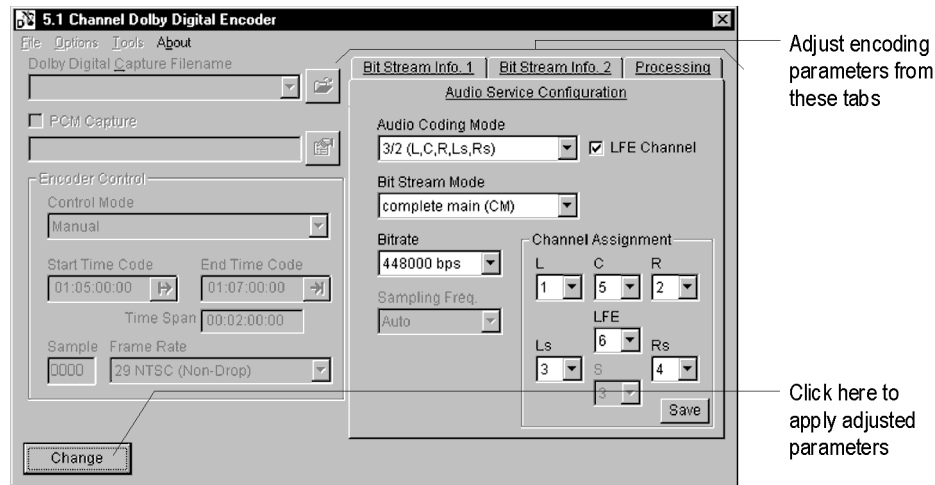 5.1 Channel Dolby Digital Encoder
File Options Tools About
Dolby Digital Capture Filename
PCM Capture
Encoder Control
Control Mode
Manual
Start Time Code End Time Code
01:05:00:00 01:07:00:00
Time Span 00:02:00:00
Sample Frame Rate
0000 29 NTSC (Non-Drop)
Change
Bit Stream Info. 1 Bit Stream Info. 2 Processing
Audio Service Configuration
Audio Coding Mode
3/2 (L,C,R,Ls,Rs) LFE Channel
Bit Stream Mode
complete main (CM)
Bitrate
448000 bps
Sampling Freq.
Auto
Channel Assignment
L C R
1 5 2
LFE
6
Ls Rs
3 4
S
3
Save
Adjust encoding
parameters from
these tabs
Click here to
apply adjusted
parameters